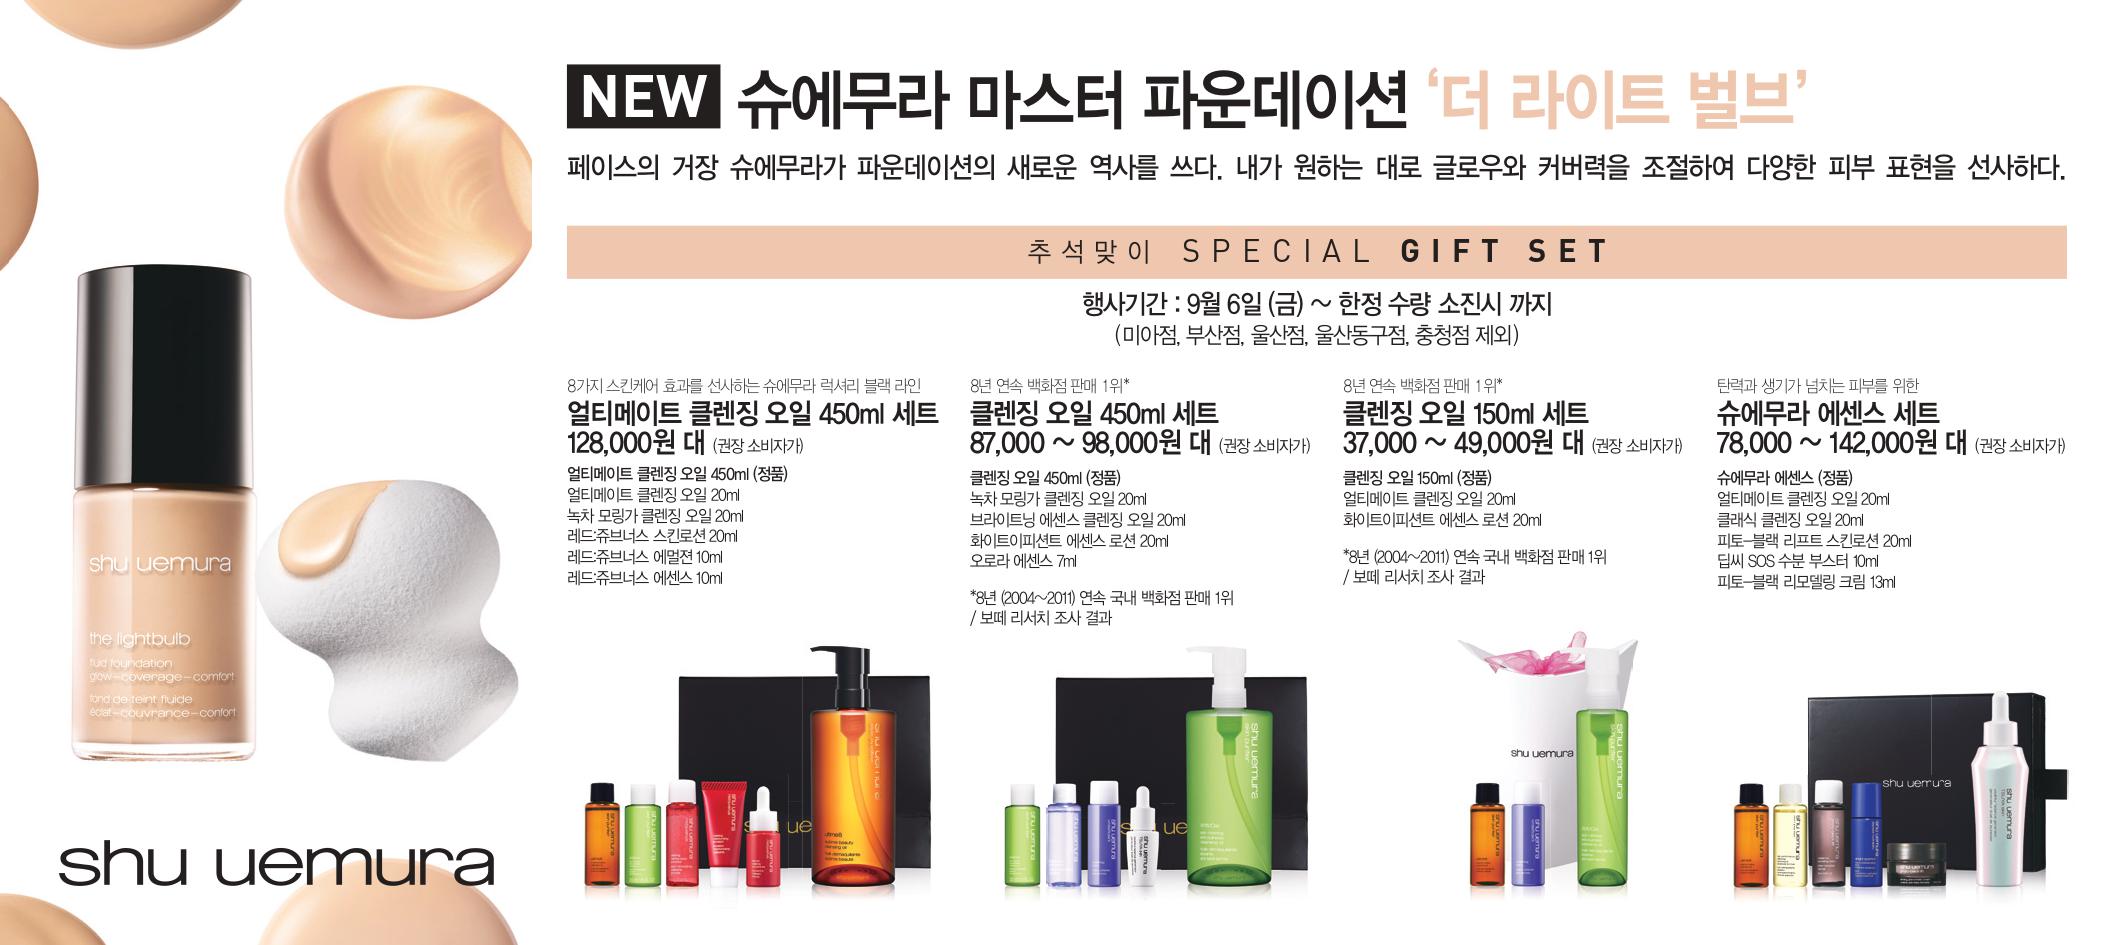 NEW 슈에무라 마스터 파운데이션 ‘더 라이트 벌브’
페이스의 거장 슈에무라가 파운데이션의 새로운 역사를 쓰다. 내가 원하는 대로 글로우와 커버력을 조절하여 다양한 피부 표현을 선사하다.
추석맞이 SPECIAL GIFT SET
행사기간 : 9월 6일 (금) ~ 한정 수량 소진시 까지
(미아점, 부산점, 울산점, 울산동구점, 충청점 제외)
8가지 스킨케어 효과를 선사하는 슈에무라 럭셔리 블랙 라인
얼티메이트 클렌징 오일 450ml 세트
128,000원 대 (권장 소비자가)
얼티메이트 클렌징 오일 450ml (정품)
얼티메이트 클렌징 오일 20ml
녹차 모링가 클렌징 오일 20ml
레드:쥬브너스 스킨로션 20ml
레드:쥬브너스 에멀젼 10ml
레드:쥬브너스 에센스 10ml
8년 연속 백화점 판매 1위*
클렌징 오일 450ml 세트
87,000 ~ 98,000원 대 (권장 소비자가)
클렌징 오일 450ml (정품)
녹차 모링가 클렌징 오일 20ml
브라이트닝 에센스 클렌징 오일 20ml
화이트이피션트 에센스 로션 20ml
오로라 에센스 7ml
*8년 (2004~2011) 연속 국내 백화점 판매 1위
/ 보떼 리서치 조사 결과
8년 연속 백화점 판매 1위*
클렌징 오일 150ml 세트
37,000 ~ 49,000원 대 (권장 소비자가)
클렌징 오일 150ml (정품)
얼티메이트 클렌징 오일 20ml
화이트이피션트 에센스 로션 20ml
*8년 (2004~2011) 연속 국내 백화점 판매 1위
/ 보떼 리서치 조사 결과
탄력과 생기가 넘치는 피부를 위한
슈에무라 에센스 세트
78,000 ~ 142,000원 대 (권장 소비자가)
슈에무라 에센스 (정품)
얼티메이트 클렌징 오일 20ml
클래식 클렌징 오일 20ml
피토-블랙 리프트 스킨로션 20ml
딥씨 SOS 수분 부스터 10ml
피토-블랙 리모델링 크림 13ml
shu uemura
the lightbulb
fluid foundation
glow-coverage-comfort
fond de teint fluide
éclat-couvrance-confort
shu uemura
shu uemura
shu uemura
shu uemura
shu uemura
shu uemura